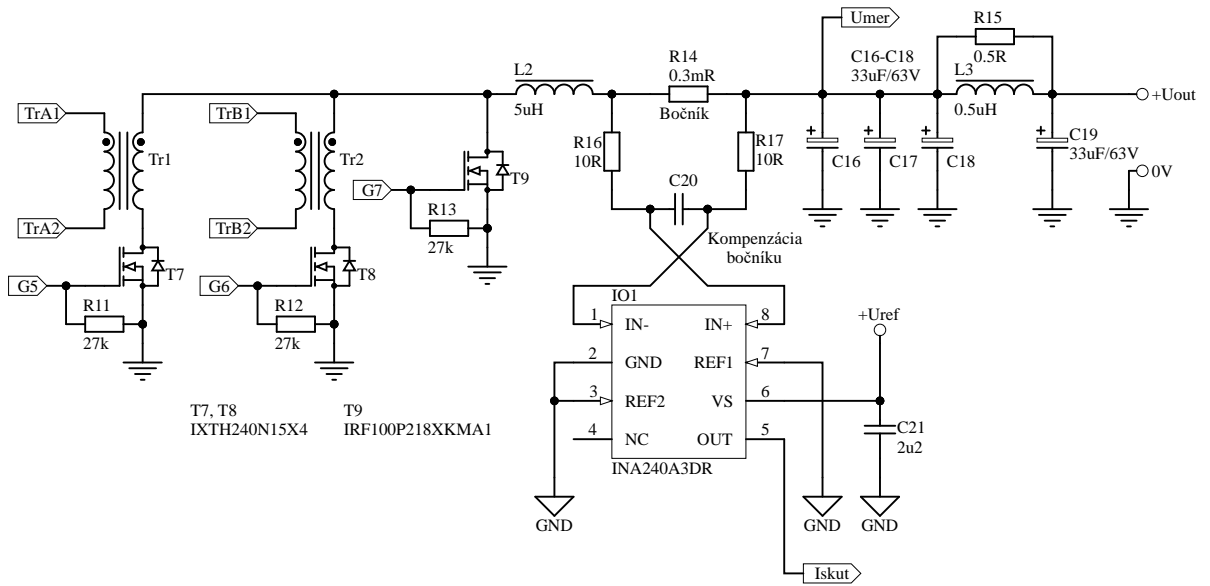 Umer
R15
0.5R
R14
0.3mR
Bočník
C16-C18
33uF/63V
L2
5uH
L3
0.5uH
+Uout
TrA1
TrB1
Tr1
Tr2
R16
10R
R17
10R
C16
C17
C18
C19
33uF/63V
0V
T9
G7
C20
TrA2
TrB2
R13
27k
Kompenzácia
bočníku
T7
T8
G5
G6
R11
27k
R12
27k
IO1
1
IN-
IN+
8
2
GND
REF1
7
3
REF2
VS
6
4
NC
OUT
5
INA240A3DR
+Uref
C21
2u2
T7, T8
IXTH240N15X4
T9
IRF100P218XKMA1
GND
GND
GND
Iskut